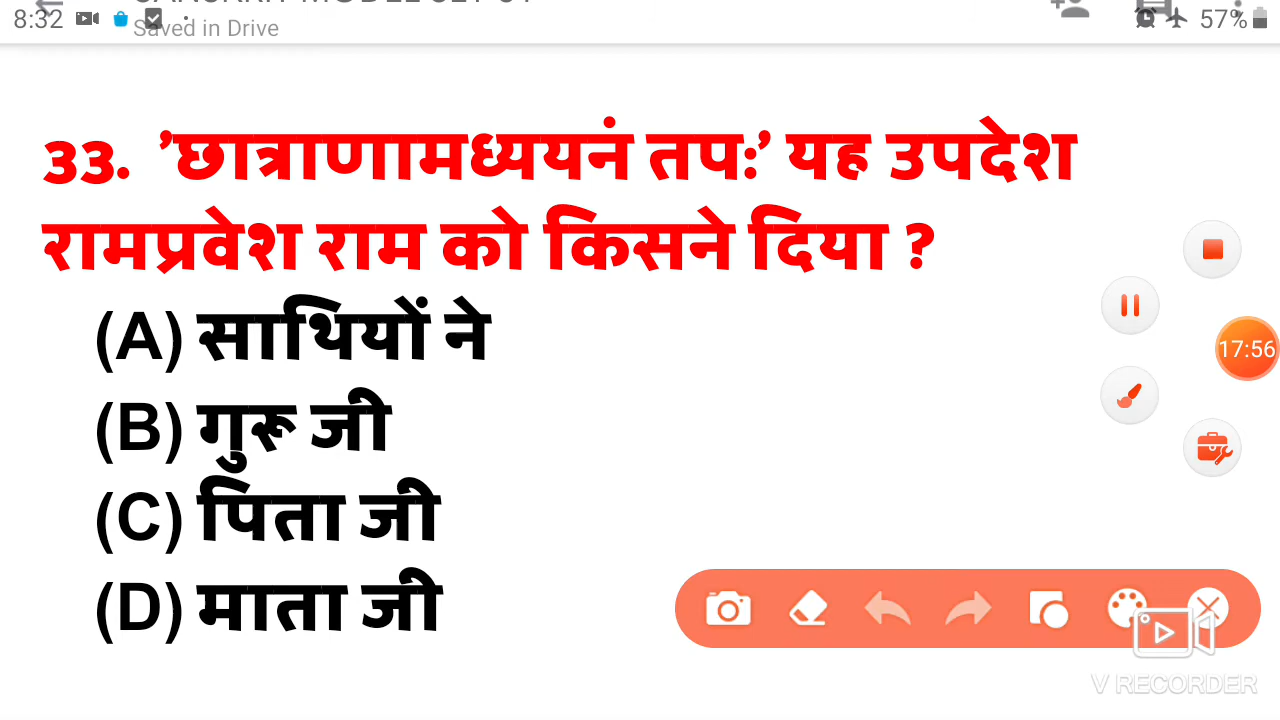 8:32
57%
Saved in Drive
33. ’छात्राणामध्ययनं तपः’ यह उपदेश
रामप्रवेश राम को किसने दिया ?
(A) साथियों ने
(B) गुरू जी
(C) पिता जी
(D) माता जी
17:56
V RECORDER